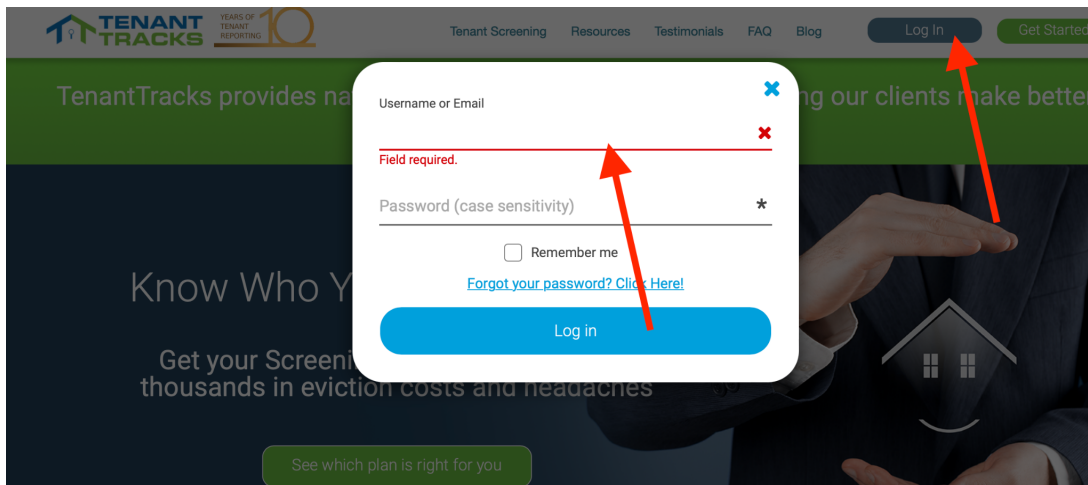 TENANT
TRACKS
YEARS OF
TENANT
REPORTING
10
Tenant Screening Resources Testimonials FAQ Blog Log In Get Started
TenantTracks provides na
ng our clients make bette
Username or Email
Field required.
Password (case sensitivity) *
Remember me
Forgot your password? Click Here!
Log in
Know Who Y
Get your Screeni
thousands in eviction costs and headaches
See which plan is right for you